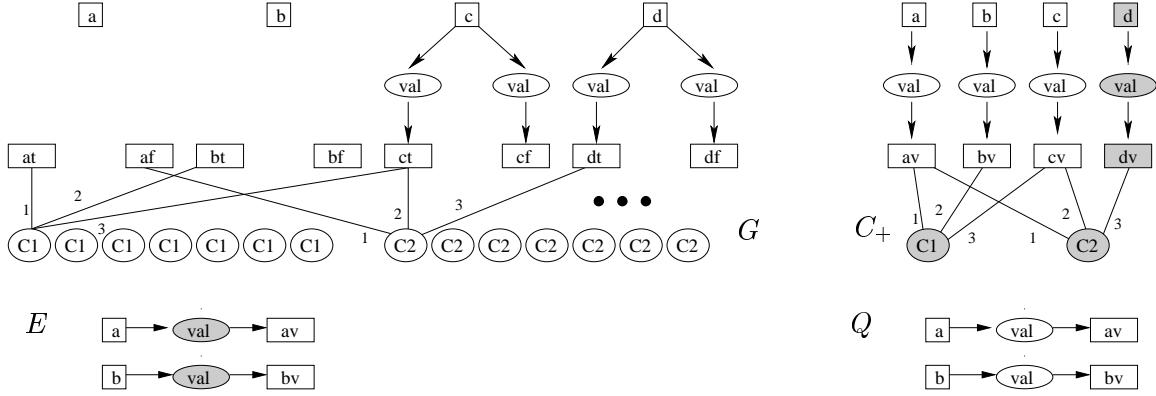 a b c d
val val val val
at af bt bf ct cf dt df
1 2 3 1 2 3
C1 C1 C1 C1 C1 C1 C1 C2 C2 C2 C2 C2 C2 C2
G
a b c d
val val val val
av bv cv dv
1 2 3 1 2 3
C1 C2
C+
E
a val av
b val bv
Q
a val av
b val bv